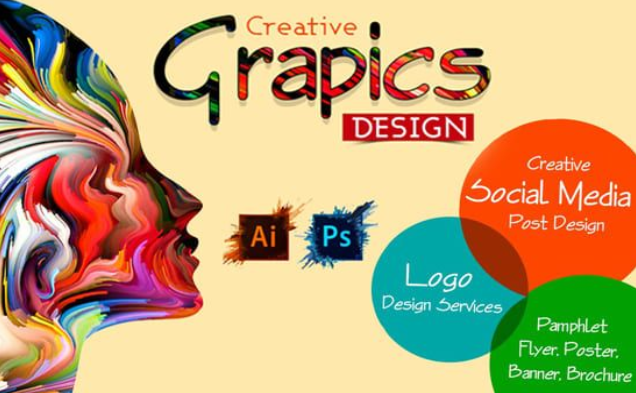 Creative
Grapics
DESIGN
Ai
Ps
Creative
Social Media
Post Design
Logo
Design Services
Pamphlet
Flyer, Poster,
Banner, Brochure